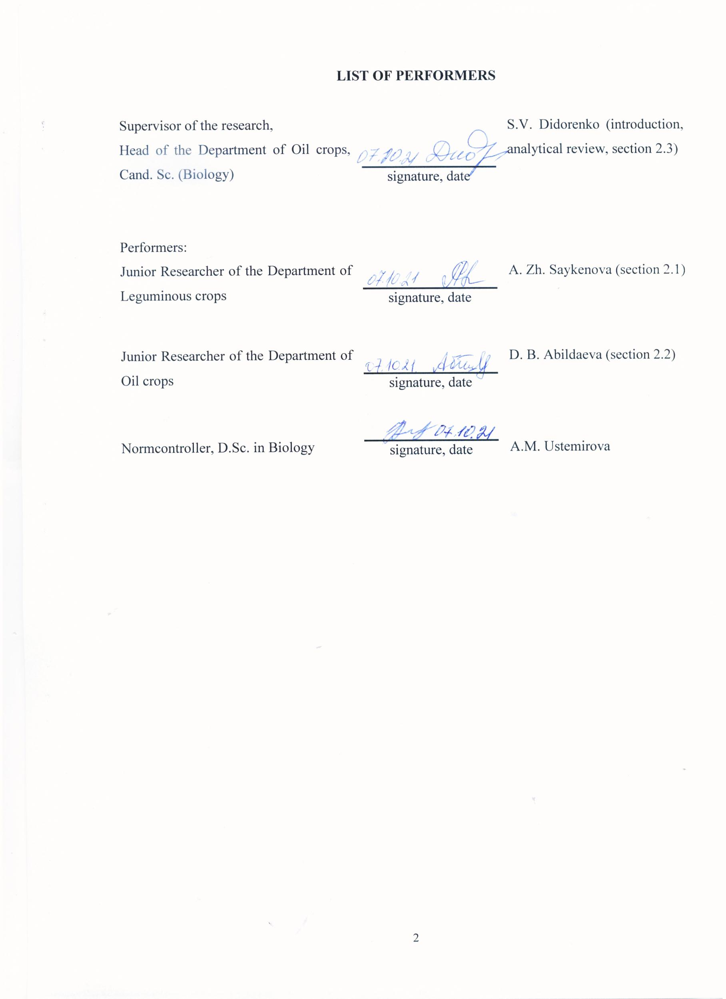 LIST OF PERFORMERS
Supervisor of the research,
Head of the Department of Oil crops,
Cand. Sc. (Biology)
07.10.21
signature, date
S.V. Didorenko (introduction,
analytical review, section 2.3)
Performers:
Junior Researcher of the Department of
Leguminous crops
07.10.21
signature, date
A. Zh. Saykenova (section 2.1)
Junior Researcher of the Department of
Oil crops
07.10.21.
signature, date
D. B. Abildaeva (section 2.2)
Normcontroller, D.Sc. in Biology
07.10.21
signature, date
A.M. Ustemirova
2